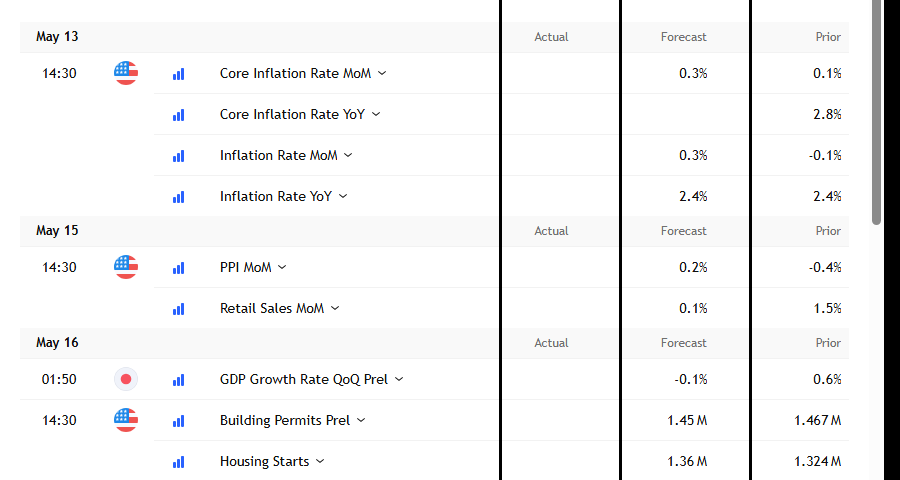 May 13 Actual Forecast Prior
14:30 Core Inflation Rate MoM 0.3% 0.1%
Core Inflation Rate YoY 2.8%
Inflation Rate MoM 0.3% -0.1%
Inflation Rate YoY 2.4% 2.4%
May 15 Actual Forecast Prior
14:30 PPI MoM 0.2% -0.4%
Retail Sales MoM 0.1% 1.5%
May 16 Actual Forecast Prior
01:50 GDP Growth Rate QoQ Prel -0.1% 0.6%
14:30 Building Permits Prel 1.45 M 1.467 M
Housing Starts 1.36 M 1.324 M